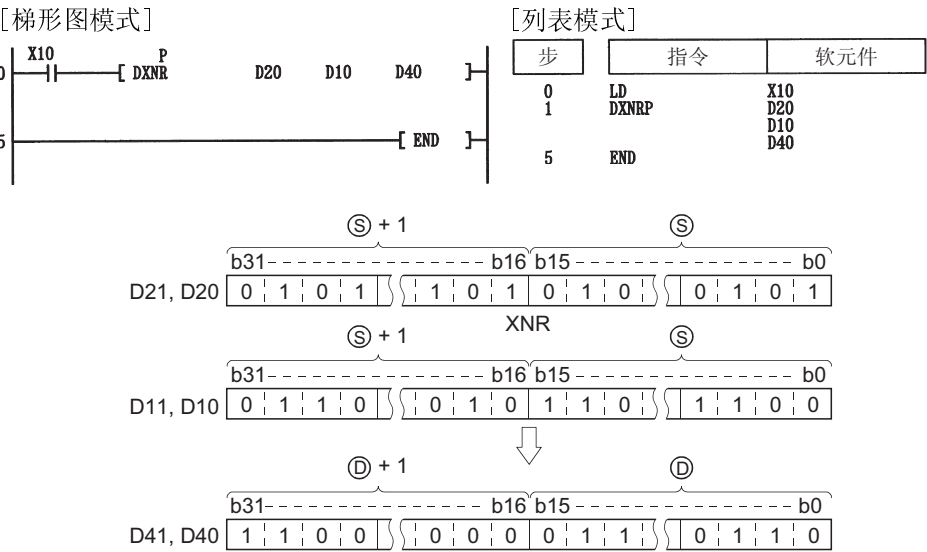 [梯形图模式]
[列表模式]
X10
P
0
DXNR D20 D10 D40
5
END
步 指令 软元件
0 LD X10
1 DXNRP D20
D10
D40
5 END
Ⓢ + 1 Ⓢ
b31 b16 b15 b0
D21, D20 0 1 0 1 1 0 1 0 1 0 0 1 0 1
XNR
Ⓢ + 1 Ⓢ
b31 b16 b15 b0
D11, D10 0 1 1 0 0 1 0 1 1 0 1 1 0 0
Ⓓ + 1 Ⓓ
b31 b16 b15 b0
D41, D40 1 1 0 0 0 0 0 0 1 1 0 1 1 0